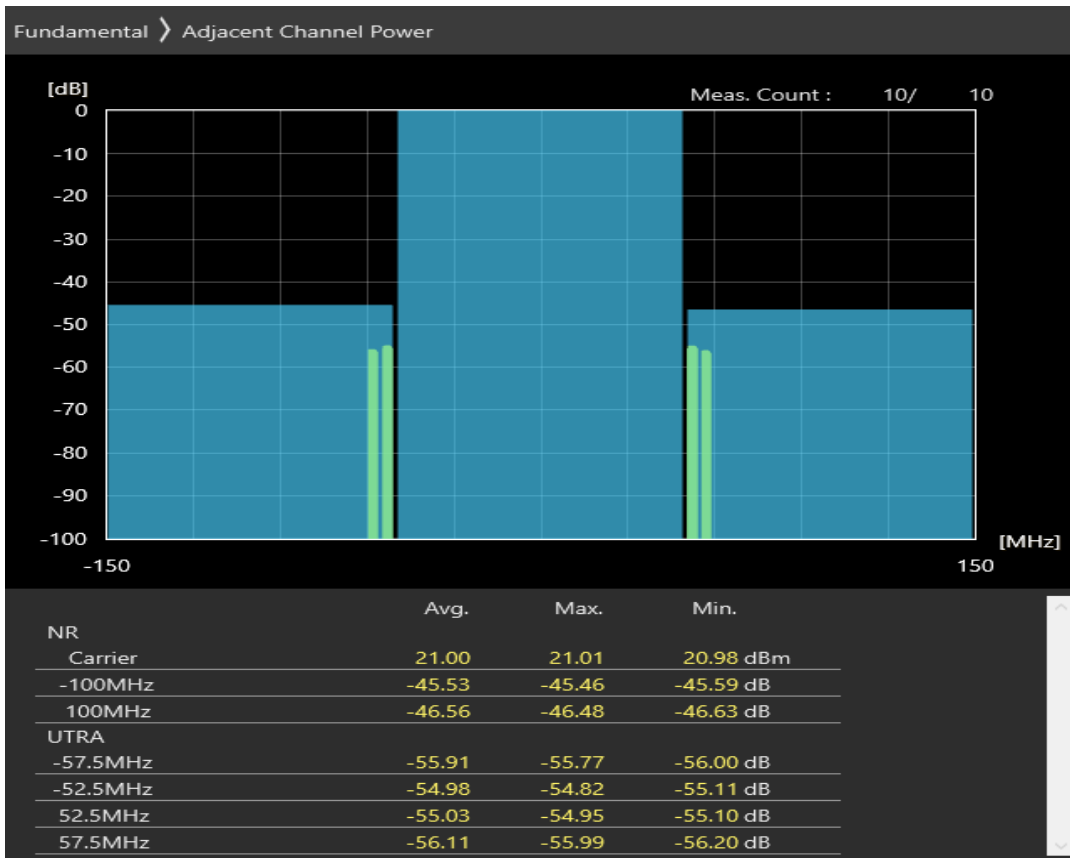 Fundamental 〉 Adjacent Channel Power
[dB]
Meas. Count : 10/ 10
0
-10
-20
-30
-40
-50
-60
-70
-80
-90
-100
[MHz]
-150 150
Avg. Max. Min.
NR
Carrier 21.00 21.01 20.98 dBm
-100MHz -45.53 -45.46 -45.59 dB
100MHz -46.56 -46.48 -46.63 dB
UTRA
-57.5MHz -55.91 -55.77 -56.00 dB
-52.5MHz -54.98 -54.82 -55.11 dB
52.5MHz -55.03 -54.95 -55.10 dB
57.5MHz -56.11 -55.99 -56.20 dB